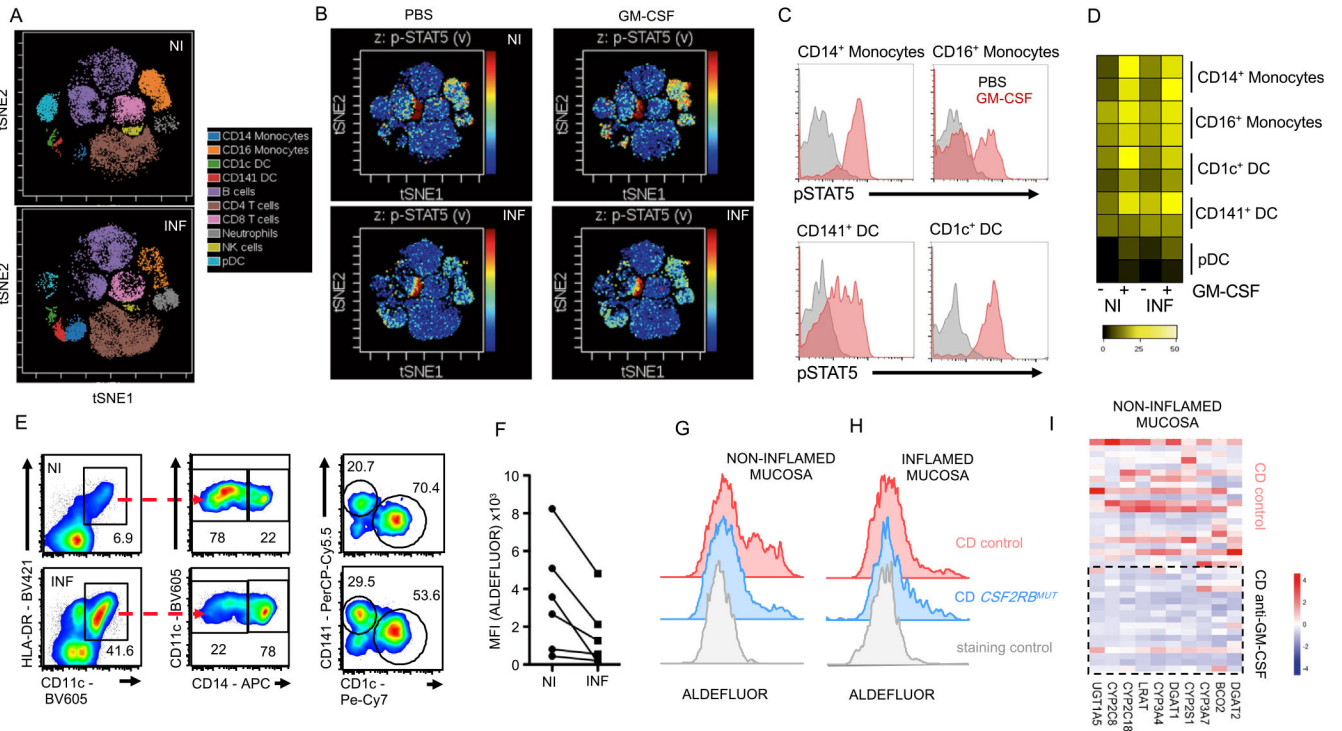 A
NI
tSNE2
INF
tSNE2
tSNE1
CD14 Monocytes
CD16 Monocytes
CD1c DC
CD141 DC
B cells
CD4 T cells
CD8 T cells
Neutrophils
NK cells
pDC
B
PBS
GM-CSF
z: p-STAT5 (v)
NI
z: p-STAT5 (v)
tSNE2
tSNE2
tSNE1
tSNE1
z: p-STAT5 (v)
INF
z: p-STAT5 (v)
INF
tSNE2
tSNE2
tSNE1
tSNE1
C
CD14⁺ Monocytes
CD16⁺ Monocytes
PBS
GM-CSF
pSTAT5
CD141⁺ DC
CD1c⁺ DC
pSTAT5
D
CD14⁺ Monocytes
CD16⁺ Monocytes
CD1c⁺ DC
CD141⁺ DC
pDC
- + - +
GM-CSF
NI INF
0 25 50
E
NI
6.9
78 22
20.7
70.4
INF
41.6
22 78
29.5
53.6
HLA-DR - BV421
CD11c-BV605
CD141 - PerCP-Cy5.5
CD11c - BV605
CD14 - APC
CD1c - Pe-Cy7
F
MFI (ALDEFLUOR) x10³
10
8
6
4
2
0
NI INF
G
NON-INFLAMED
MUCOSA
ALDEFLUOR
H
INFLAMED
MUCOSA
CD control
CD CSF2RBᴹᵁᵀ
staining control
ALDEFLUOR
I
NON-INFLAMED
MUCOSA
CD control
CD anti-GM-CSF
4
2
0
-2
-4
UGT1A5
CYP2C8
CYP2C18
LRAT
CYP3A4
DGAT1
CYP2S1
CYP3A7
BCO2
DGAT2